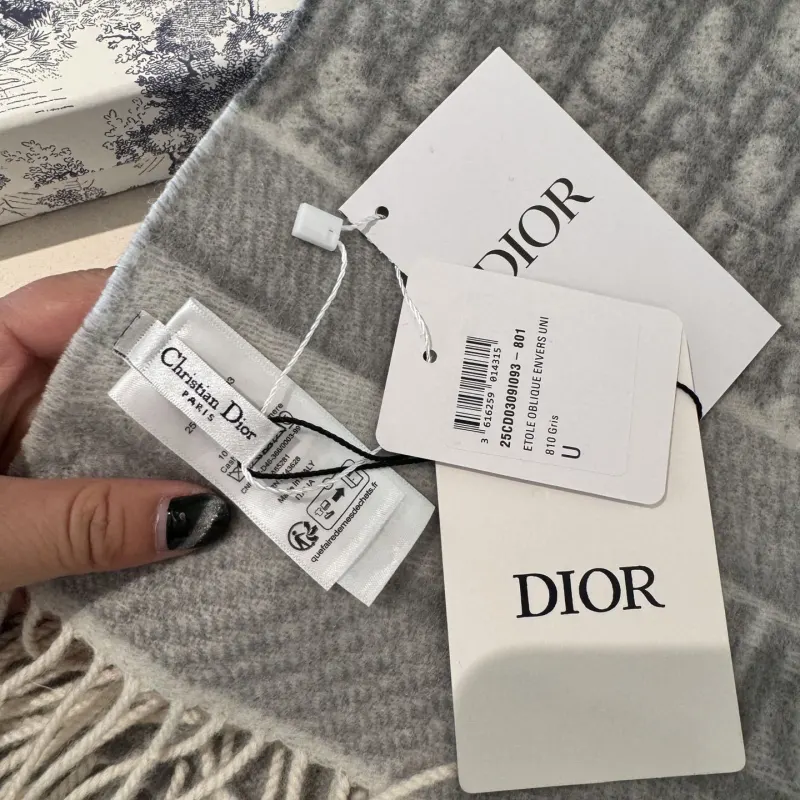 DIOR
3 616259 014315
25CD0309I093 - 801
ETOLE OBLIQUE ENVERS UNI
810 Gris
U
Christian Dior
PARIS
DIOR
quefairedemesdechets.fr